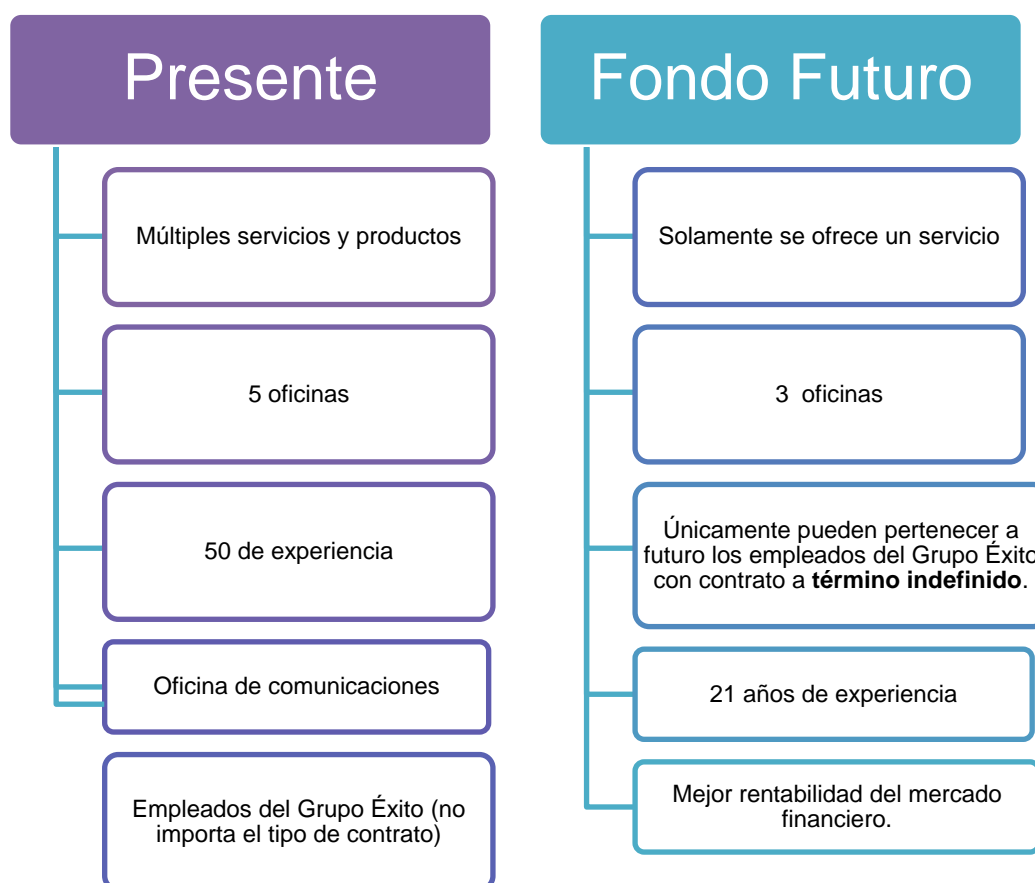 Presente
Múltiples servicios y productos
5 oficinas
50 de experiencia
Oficina de comunicaciones
Empleados del Grupo Éxito (no
importa el tipo de contrato)
Fondo Futuro
Solamente se ofrece un servicio
3 oficinas
Únicamente pueden pertenecer a
futuro los empleados del Grupo Éxito
con contrato a término indefinido.
21 años de experiencia
Mejor rentabilidad del mercado
financiero.